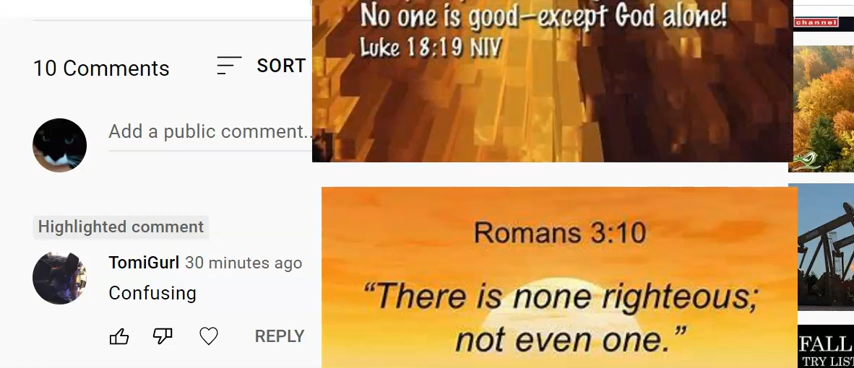 No one is good—except God alone!
Luke 18:19 NIV
channel
10 Comments
SORT
Add a public comment..
Highlighted comment
TomiGurl 30 minutes ago
Confusing
REPLY
Romans 3:10
“There is none righteous;
not even one.”
FALL
TRY LIST